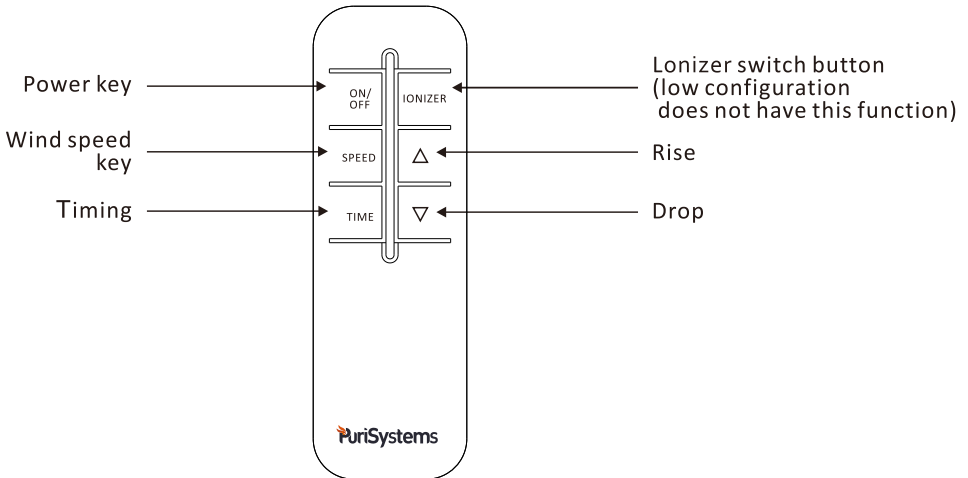 Power key
Wind speed
key
Timing
ON/
OFF
IONIZER
SPEED
TIME
Lonizer switch button
(low configuration
does not have this function)
Rise
Drop
PuriSystems